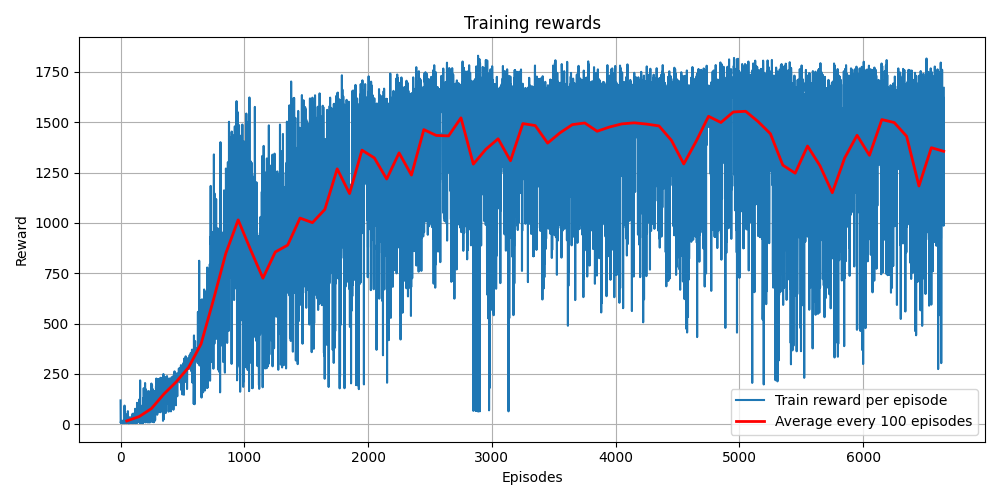 Training rewards
Reward
1750
1500
1250
1000
750
500
250
0
0 1000 2000 3000 4000 5000 6000
Episodes
Train reward per episode
Average every 100 episodes